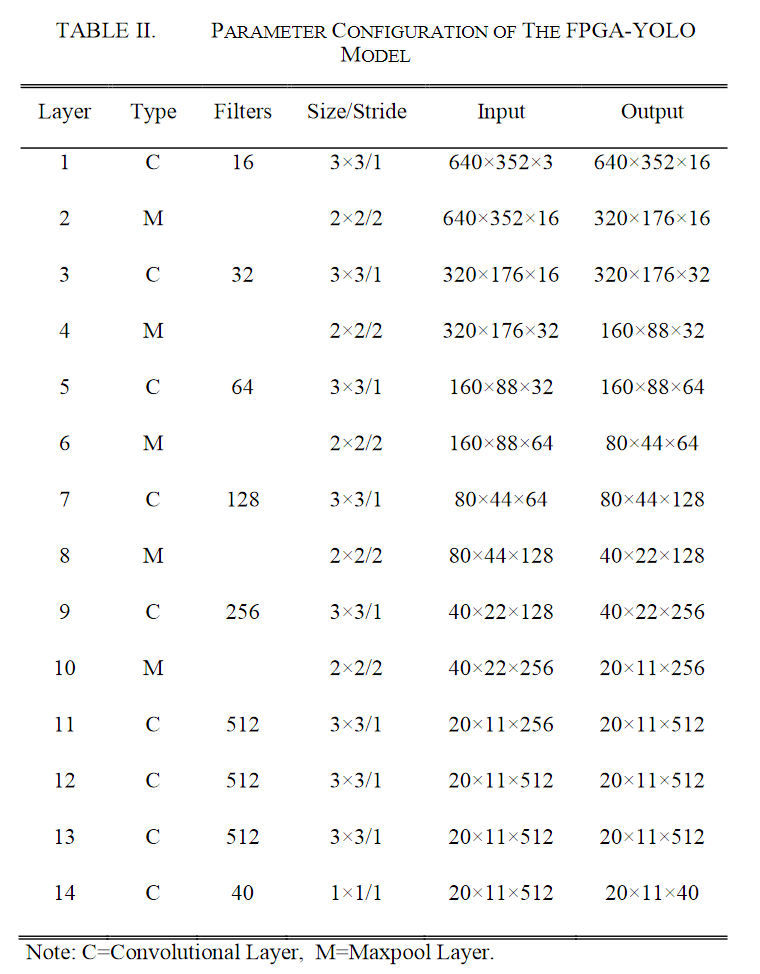 TABLE II. PARAMETER CONFIGURATION OF THE FPGA-YOLO
MODEL
Layer Type Filters Size/Stride Input Output
1 C 16 3×3/1 640×352×3 640×352×16
2 M 2×2/2 640×352×16 320×176×16
3 C 32 3×3/1 320×176×16 320×176×32
4 M 2×2/2 320×176×32 160×88×32
5 C 64 3×3/1 160×88×32 160×88×64
6 M 2×2/2 160×88×64 80×44×64
7 C 128 3×3/1 80×44×64 80×44×128
8 M 2×2/2 80×44×128 40×22×128
9 C 256 3×3/1 40×22×128 40×22×256
10 M 2×2/2 40×22×256 20×11×256
11 C 512 3×3/1 20×11×256 20×11×512
12 C 512 3×3/1 20×11×512 20×11×512
13 C 512 3×3/1 20×11×512 20×11×512
14 C 40 1×1/1 20×11×512 20×11×40
Note: C=Convolutional Layer, M=Maxpool Layer.